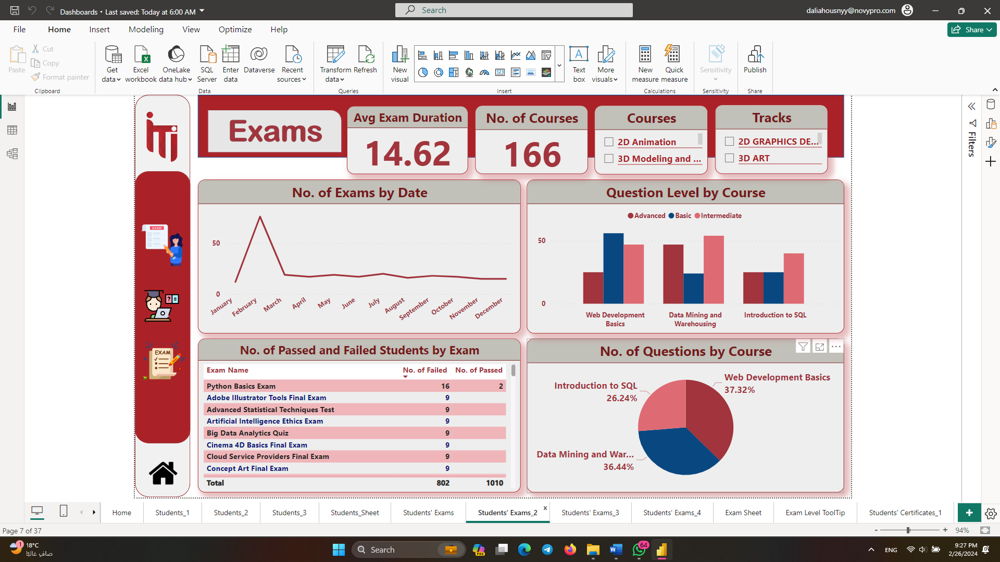 Dashboards • Last saved: Today at 6:00 AM
Search
daliahousnyy@novypro.com
File
Home
Insert
Modeling
View
Optimize
Help
Share
Paste
Cut
Copy
Format painter
Clipboard
Get data
Excel workbook
OneLake data hub
SQL Server
Enter data
Dataverse
Recent sources
Data
Transform data
Refresh
Queries
New visual
Text box
More visuals
Insert
New measure
Quick measure
Calculations
Sensitivity
Sensitivity
Publish
Share
iTi
Exams
Avg Exam Duration
14.62
No. of Courses
166
Courses
2D Animation
3D Modeling and ...
Tracks
2D GRAPHICS DE...
3D ART
Filters
No. of Exams by Date
50
0
January
February
March
April
May
June
July
August
September
October
November
December
Question Level by Course
Advanced
Basic
Intermediate
50
0
Web Development Basics
Data Mining and Warehousing
Introduction to SQL
EXAM
EXAM
No. of Passed and Failed Students by Exam
Exam Name No. of Failed No. of Passed
Python Basics Exam 16 2
Adobe Illustrator Tools Final Exam 9
Advanced Statistical Techniques Test 9
Artificial Intelligence Ethics Exam 9
Big Data Analytics Quiz 9
Cinema 4D Basics Final Exam 9
Cloud Service Providers Final Exam 9
Concept Art Final Exam 9
Total 802 1010
No. of Questions by Course
Introduction to SQL
26.24%
Web Development Basics
37.32%
Data Mining and War...
36.44%
Home
Students_1
Students_2
Students_3
Students_Sheet
Students' Exams
Students' Exams_2
x
Students' Exams_3
Students' Exams_4
Exam Sheet
Exam Level ToolTip
Students' Certificates_1
Page 7 of 37
- + 94%
1
18°C
صافٍ غالبًا
Search
PRE
64
ENG
9:27 PM
2/26/2024